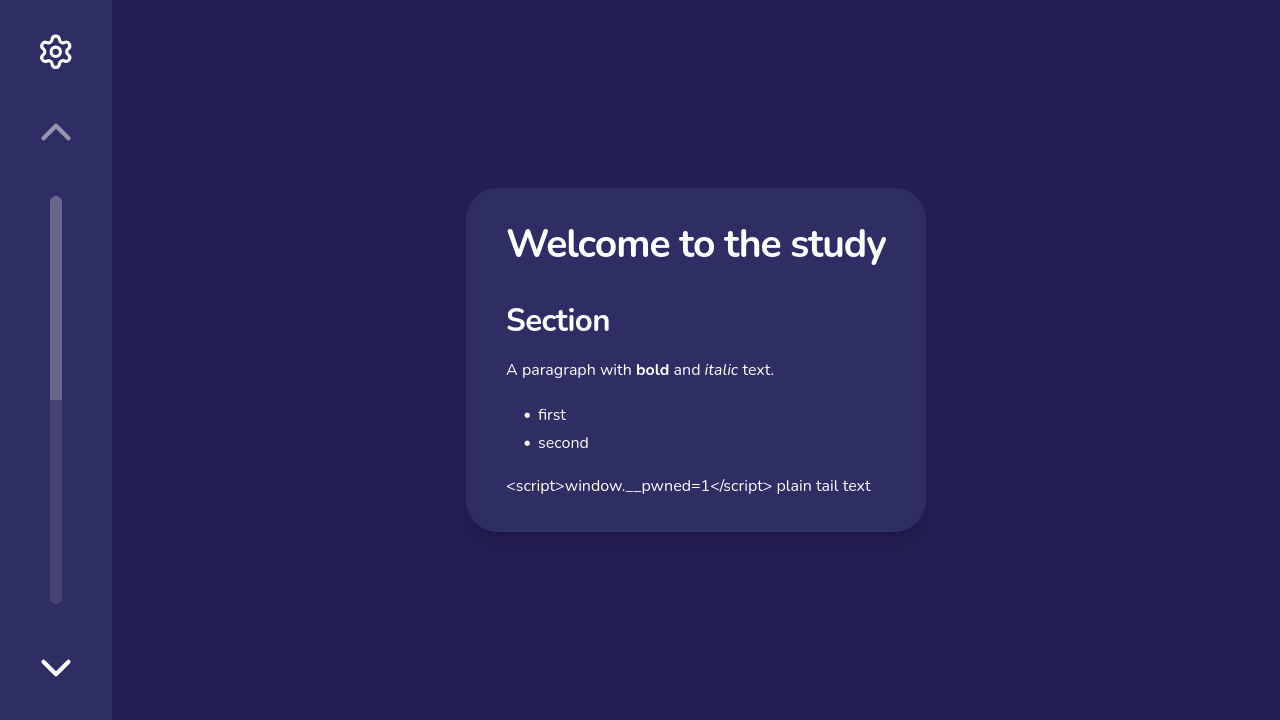 Welcome to the study
Section
A paragraph with bold and italic text.
• first
• second
<script>window.__pwned=1</script> plain tail text